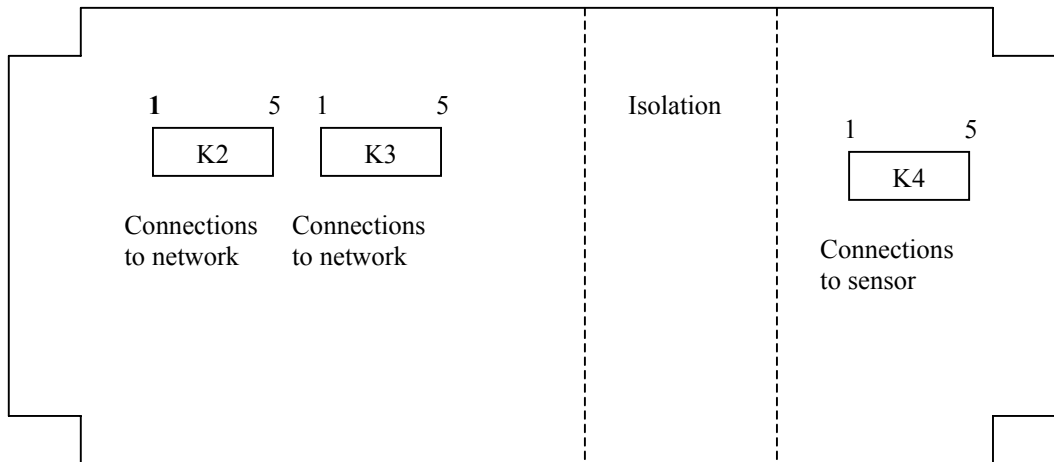 1 5 1 5 Isolation
1 5
K2 K3
K4
Connections Connections
to network to network
Connections
to sensor